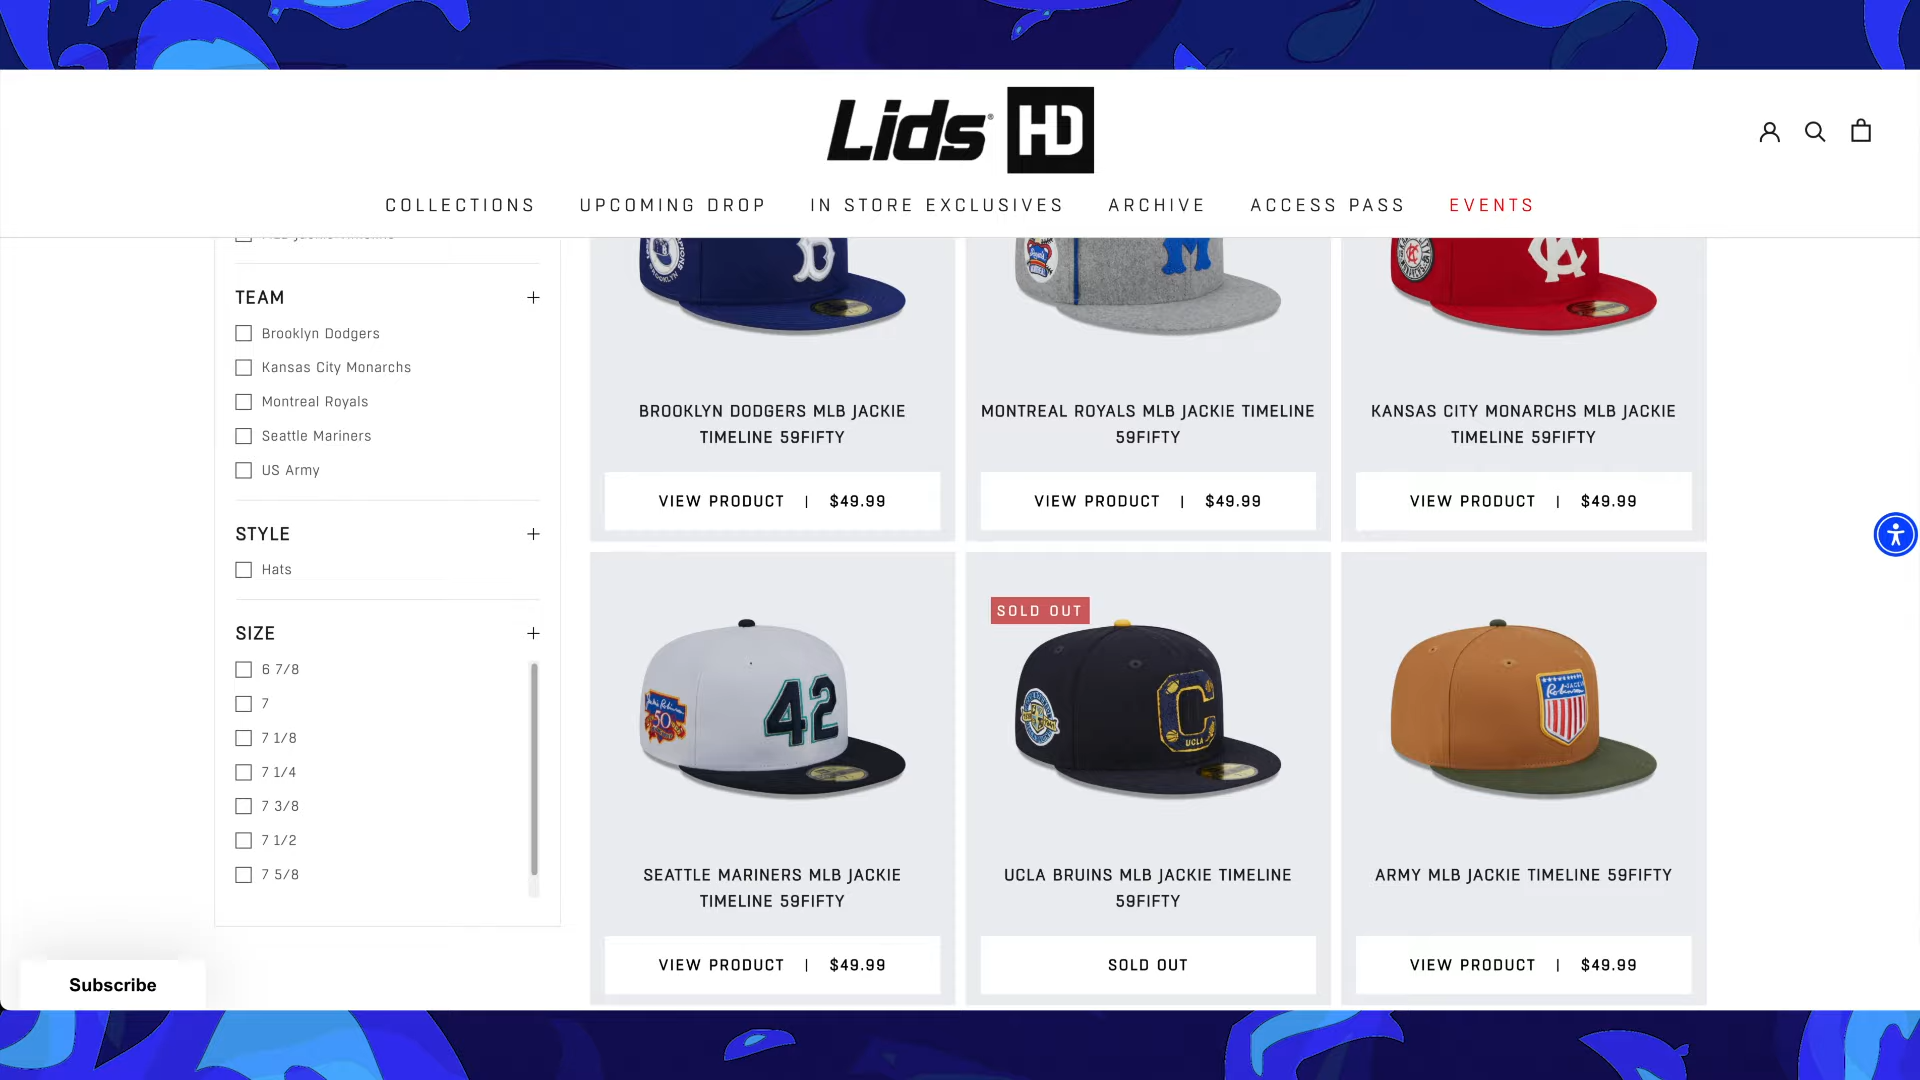 Lids HD
COLLECTIONS UPCOMING DROP IN STORE EXCLUSIVES ARCHIVE ACCESS PASS EVENTS
TEAM
Brooklyn Dodgers
Kansas City Monarchs
Montreal Royals
Seattle Mariners
US Army
STYLE
Hats
SIZE
6 7/8
7
7 1/8
7 1/4
7 3/8
7 1/2
7 5/8
Subscribe
BROOKLYN DODGERS MLB JACKIE
TIMELINE 59FIFTY
VIEW PRODUCT | $49.99
MONTREAL ROYALS MLB JACKIE TIMELINE
59FIFTY
VIEW PRODUCT | $49.99
KANSAS CITY MONARCHS MLB JACKIE
TIMELINE 59FIFTY
VIEW PRODUCT | $49.99
42
50
SEATTLE MARINERS MLB JACKIE
TIMELINE 59FIFTY
VIEW PRODUCT | $49.99
SOLD OUT
C
UCLA
UCLA BRUINS MLB JACKIE TIMELINE
59FIFTY
SOLD OUT
JACKIE
Robinson
ARMY MLB JACKIE TIMELINE 59FIFTY
VIEW PRODUCT | $49.99